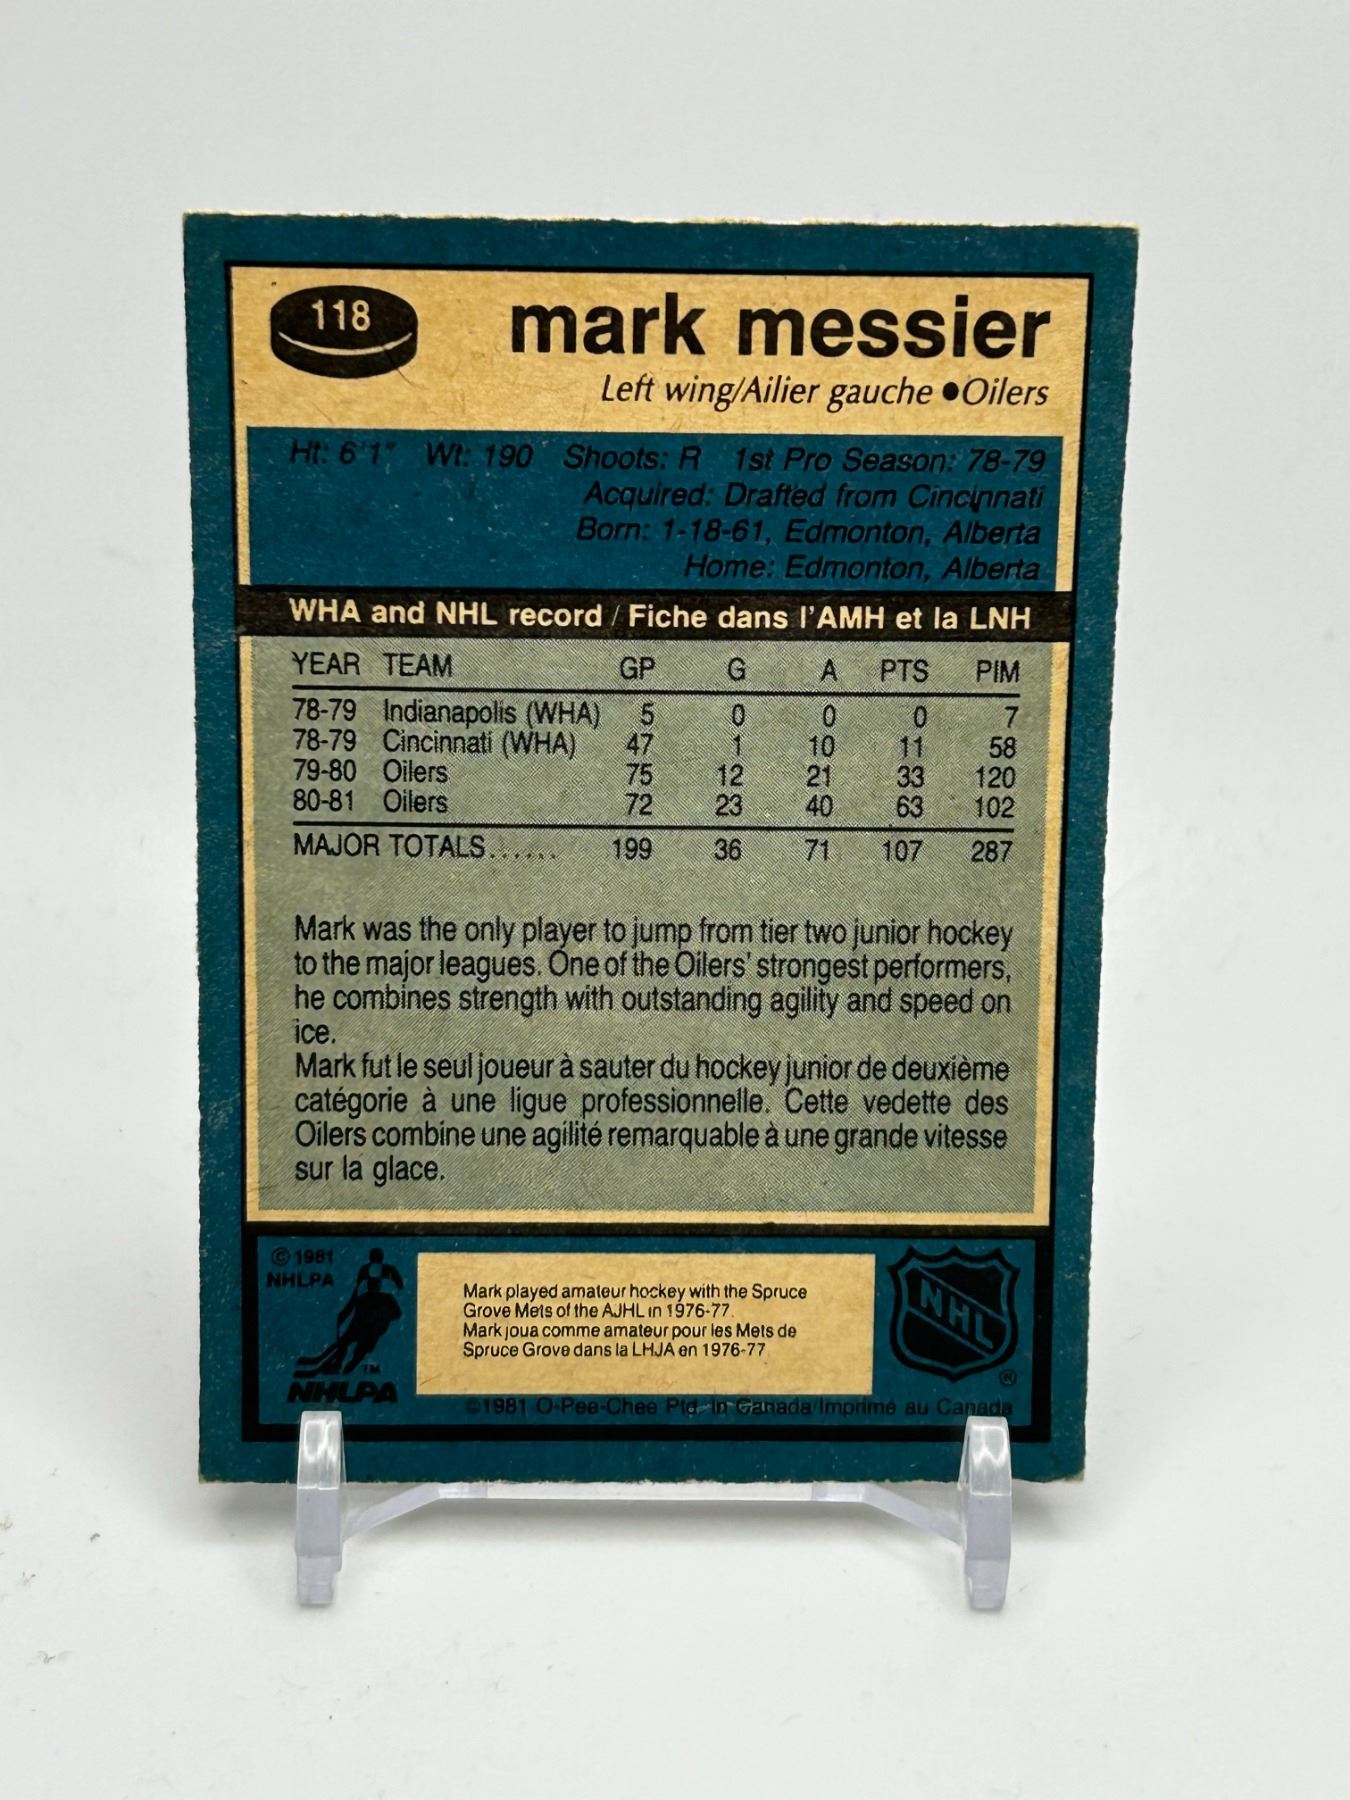 118
mark messier
Left wing/Ailier gauche ●Oilers
Ht: 6'1" Wt: 190 Shoots: R 1st Pro Season: 78-79
Acquired: Drafted from Cincinnati
Born: 1-18-61, Edmonton, Alberta
Home: Edmonton, Alberta
WHA and NHL record / Fiche dans l'AMH et la LNH
YEAR TEAM GP G A PTS PIM
78-79 Indianapolis (WHA) 5 0 0 0 7
78-79 Cincinnati (WHA) 47 1 10 11 58
79-80 Oilers 75 12 21 33 120
80-81 Oilers 72 23 40 63 102
MAJOR TOTALS...... 199 36 71 107 287
Mark was the only player to jump from tier two junior hockey
to the major leagues. One of the Oilers' strongest performers,
he combines strength with outstanding agility and speed on
ice.
Mark fut le seul joueur à sauter du hockey junior de deuxième
catégorie à une ligue professionnelle. Cette vedette des
Oilers combine une agilité remarquable à une grande vitesse
sur la glace.
© 1981
NHLPA
TM
NHLPA
Mark played amateur hockey with the Spruce
Grove Mets of the AJHL in 1976-77.
Mark joua comme amateur pour les Mets de
Spruce Grove dans la LHJA en 1976-77
NHL
®
©1981 O-Pee-Chee Ptd. in Canada/Imprimé au Canada